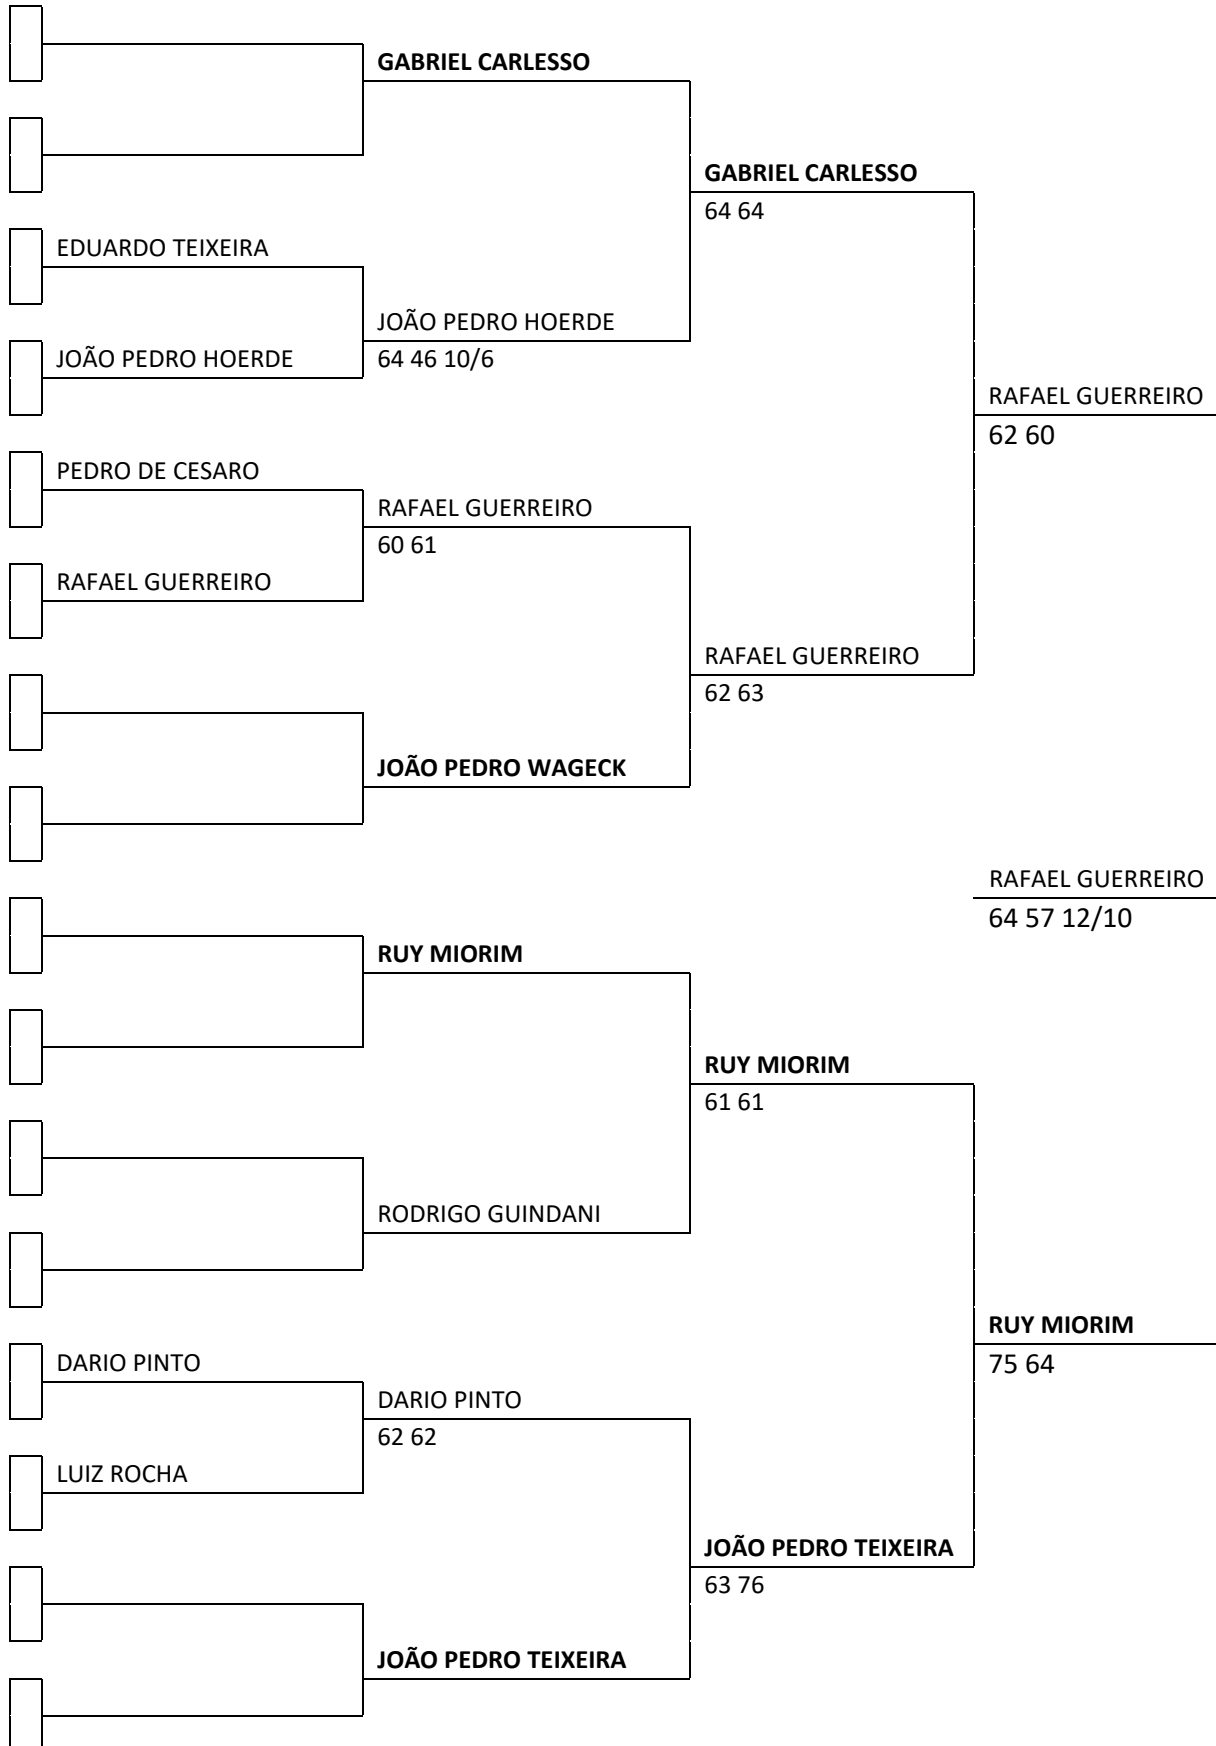 GABRIEL CARLESSO
GABRIEL CARLESSO
64 64
EDUARDO TEIXEIRA
JOÃO PEDRO HOERDE
JOÃO PEDRO HOERDE
64 46 10/6
RAFAEL GUERREIRO
62 60
PEDRO DE CESARO
RAFAEL GUERREIRO
60 61
RAFAEL GUERREIRO
RAFAEL GUERREIRO
62 63
JOÃO PEDRO WAGECK
RAFAEL GUERREIRO
64 57 12/10
RUY MIORIM
RUY MIORIM
61 61
RODRIGO GUINDANI
RUY MIORIM
75 64
DARIO PINTO
DARIO PINTO
62 62
LUIZ ROCHA
JOÃO PEDRO TEIXEIRA
63 76
JOÃO PEDRO TEIXEIRA